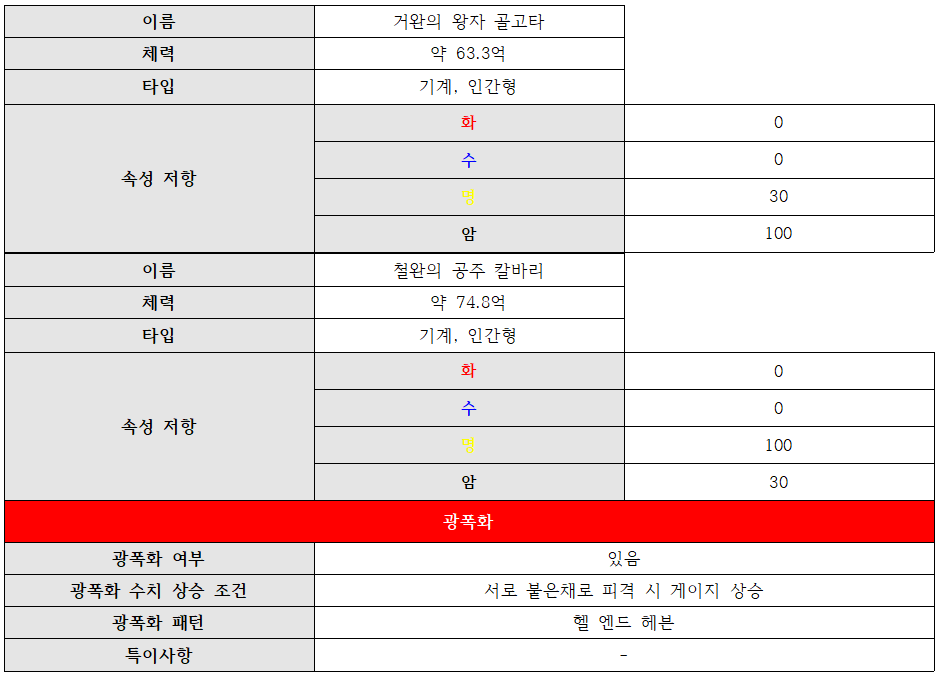 이름 거완의 왕자 골고타
체력 약 63.3억
타입 기계, 인간형
속성 저항
화 0
수 0
명 30
암 100
이름 철완의 공주 칼바리
체력 약 74.8억
타입 기계, 인간형
속성 저항
화 0
수 0
명 100
암 30
광폭화
광폭화 여부 있음
광폭화 수치 상승 조건 서로 붙은채로 피격 시 게이지 상승
광폭화 패턴 헬 엔드 헤븐
특이사항 -